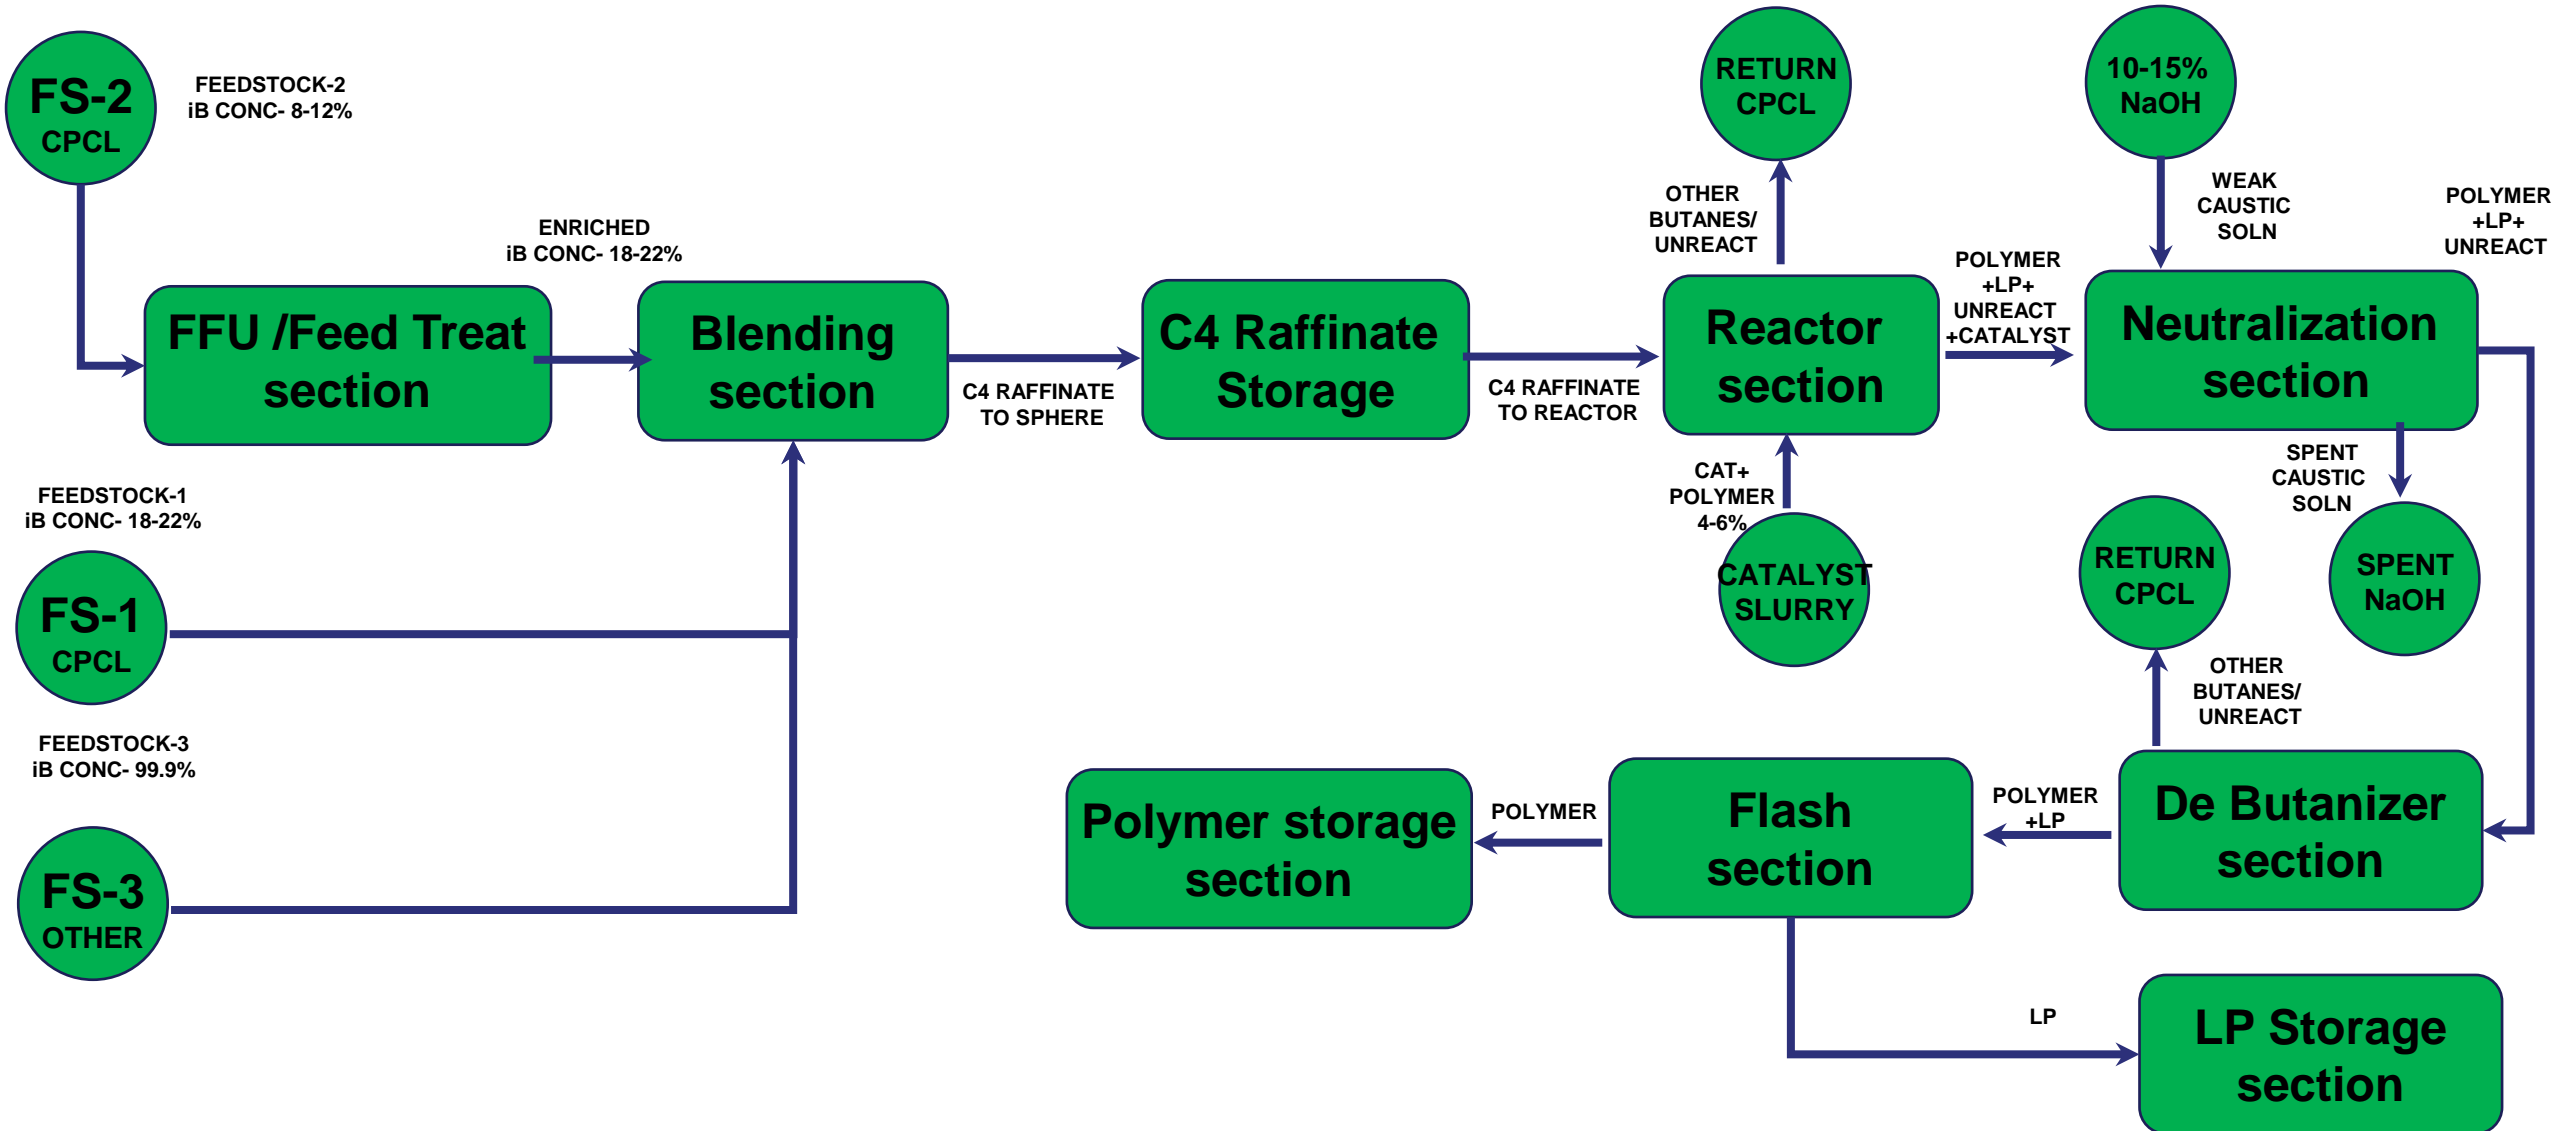 FS-2
CPCL
FEEDSTOCK-2
iB CONC- 8-12%
FFU /Feed Treat
section
ENRICHED
iB CONC- 18-22%
Blending
section
C4 RAFFINATE
TO SPHERE
C4 Raffinate
Storage
C4 RAFFINATE
TO REACTOR
RETURN
CPCL
OTHER
BUTANES/
UNREACT
Reactor
section
CAT+
POLYMER
4-6%
CATALYST
SLURRY
POLYMER
+LP+
UNREACT
+CATALYST
10-15%
NaOH
WEAK
CAUSTIC
SOLN
Neutralization
section
POLYMER
+LP+
UNREACT
SPENT
CAUSTIC
SOLN
SPENT
NaOH
FEEDSTOCK-1
iB CONC- 18-22%
FS-1
CPCL
FEEDSTOCK-3
iB CONC- 99.9%
FS-3
OTHER
RETURN
CPCL
OTHER
BUTANES/
UNREACT
De Butanizer
section
POLYMER
+LP
Flash
section
POLYMER
Polymer storage
section
LP
LP Storage
section